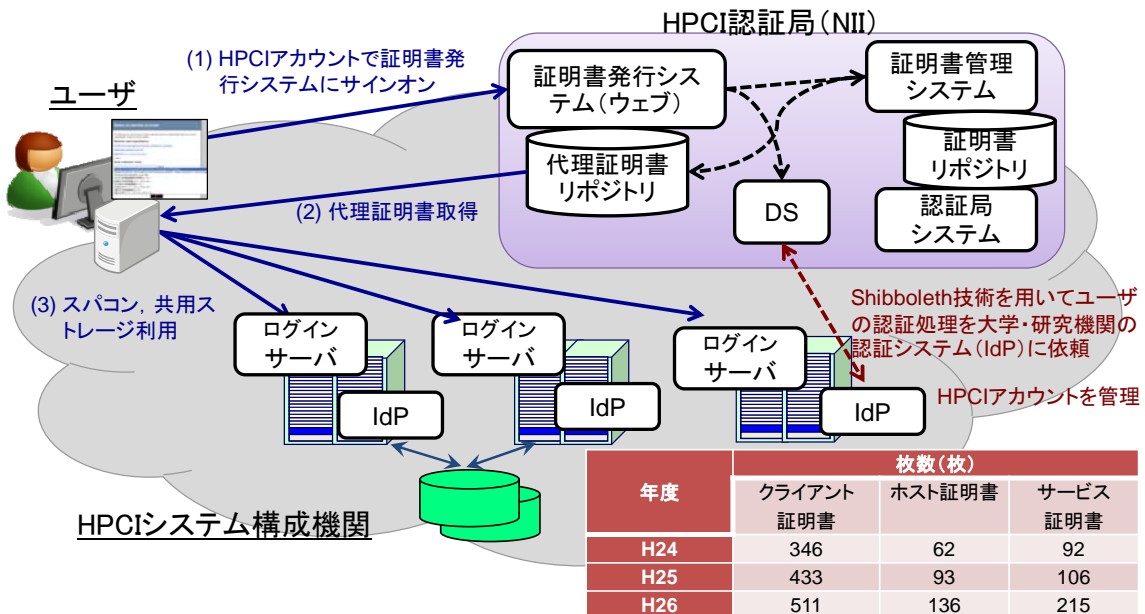 HPCI認証局(NII)
(1) HPCIアカウントで証明書発
行システムにサインオン
ユーザ
証明書発行シス
テム(ウェブ)
証明書管理
システム
代理証明書
リポジトリ
証明書
リポジトリ
(2) 代理証明書取得
DS
認証局
システム
(3) スパコン，共用ス
トレージ利用
Shibboleth技術を用いてユーザ
の認証処理を大学・研究機関の
認証システム(IdP)に依頼
ログイン
サーバ
ログイン
サーバ
ログイン
サーバ
IdP
IdP
IdP
HPCIアカウントを管理
HPCIシステム構成機関
年度
枚数(枚)
クライアント
証明書
ホスト証明書
サービス
証明書
H24 346 62 92
H25 433 93 106
H26 511 136 215